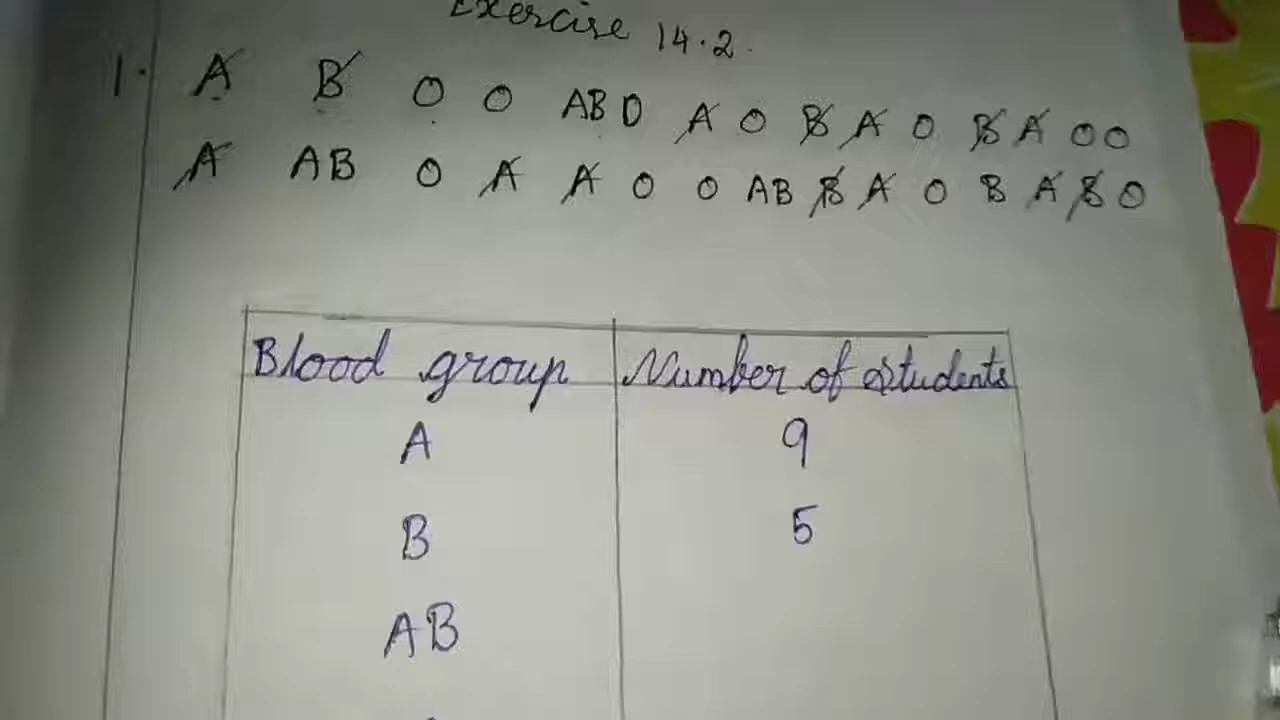 Exercise 14.2.
1. A B O O AB O A O B A O B A O O
A AB O A A O O AB B A O B A B O
Blood group Number of students
A 9
B 5
AB